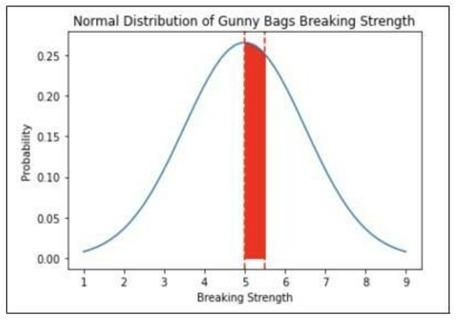 Normal Distribution of Gunny Bags Breaking Strength
Probability
0.25
0.20
0.15
0.10
0.05
0.00
1 2 3 4 5 6 7 8 9
Breaking Strength